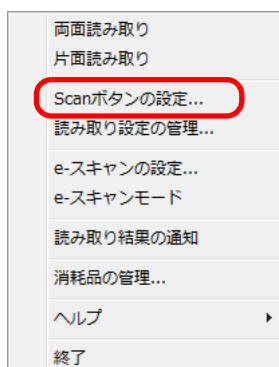 両面読み取り
片面読み取り
Scanボタンの設定...
読み取り設定の管理...
e-スキャンの設定...
e-スキャンモード
読み取り結果の通知
消耗品の管理...
ヘルプ
終了